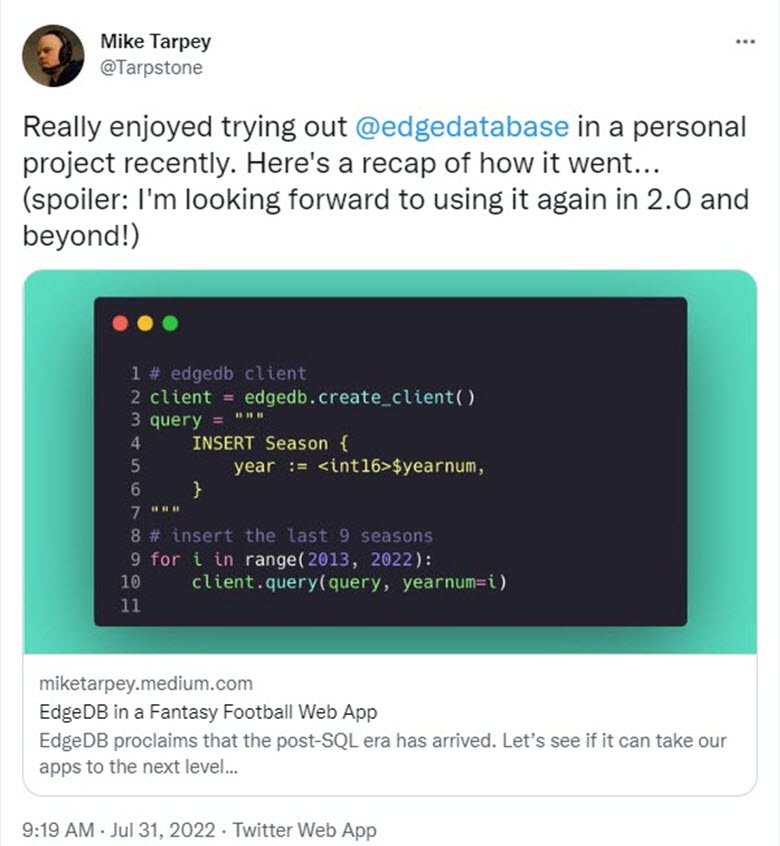 Mike Tarpey
@Tarpstone
Really enjoyed trying out @edgedatabase in a personal
project recently. Here's a recap of how it went...
(spoiler: I'm looking forward to using it again in 2.0 and
beyond!)
1 # edgedb client
2 client = edgedb.create_client()
3 query = """
4     INSERT Season {
5         year := <int16>$yearnum,
6     }
7 """
8 # insert the last 9 seasons
9 for i in range(2013, 2022):
10     client.query(query, yearnum=i)
11
miketarpey.medium.com
EdgeDB in a Fantasy Football Web App
EdgeDB proclaims that the post-SQL era has arrived. Let’s see if it can take our
apps to the next level...
9:19 AM · Jul 31, 2022 · Twitter Web App